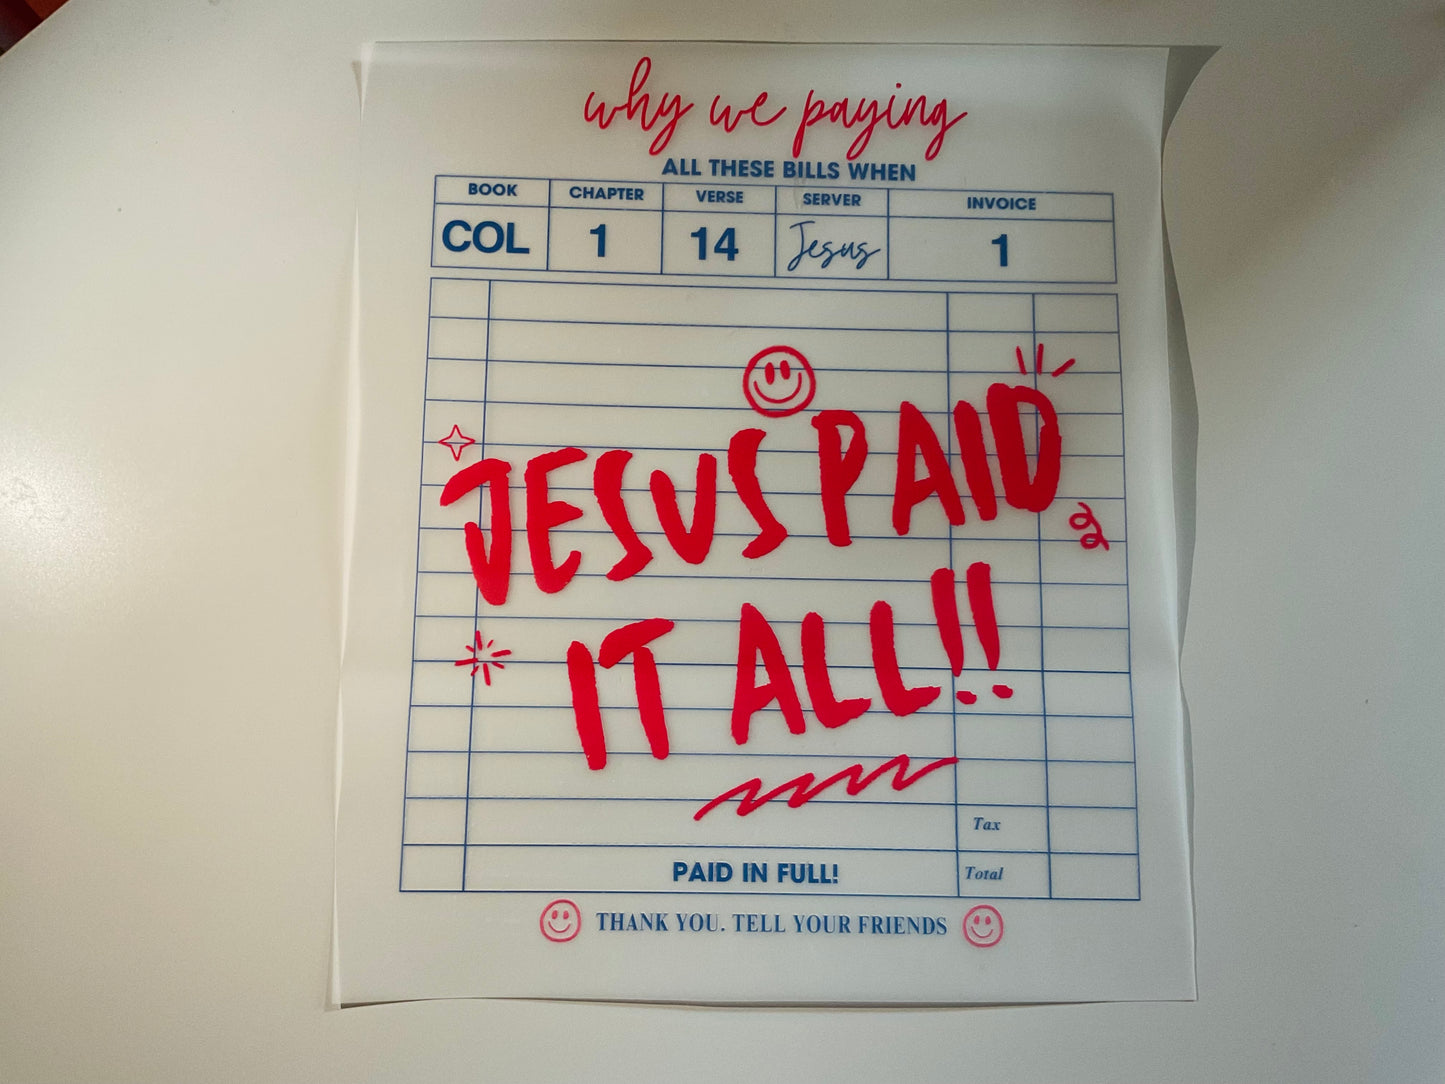 why we paying
ALL THESE BILLS WHEN
BOOK CHAPTER VERSE SERVER INVOICE
COL 1 14 Jesus 1
JESUS PAID
IT ALL!!
Tax
PAID IN FULL! Total
THANK YOU. TELL YOUR FRIENDS